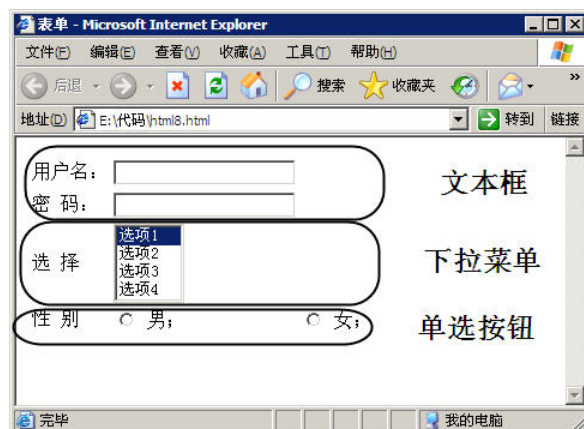 表单 - Microsoft Internet Explorer
文件(F) 编辑(E) 查看(V) 收藏(A) 工具(T) 帮助(H)
后退 搜索 收藏夹 »
地址(D) E:\代码\html8.html 转到 链接
用户名： 文本框
密 码：
选项1
选项2
选 择 下拉菜单
选项3
选项4
性 别 男； 女； 单选按钮
完毕 我的电脑